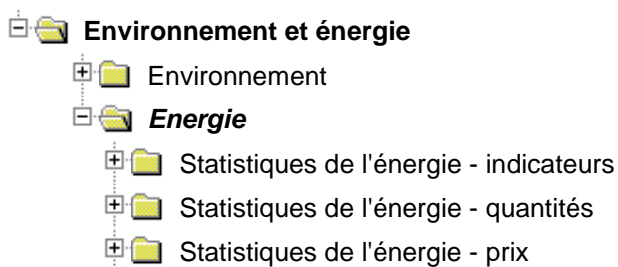 Environnement et énergie
Environnement
Energie
Statistiques de l'énergie - indicateurs
Statistiques de l'énergie - quantités
Statistiques de l'énergie - prix